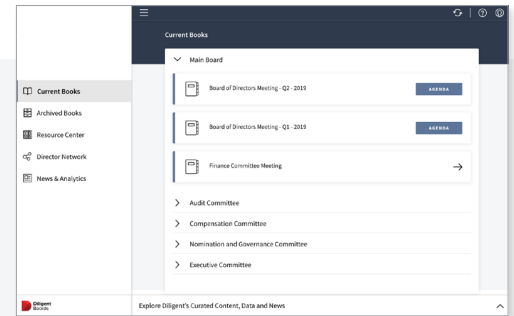 Current Books
Main Board
Current Books
Board of Directors Meeting - Q2 - 2019
AGENDA
Archived Books
Resource Center
Board of Directors Meeting - Q1 - 2019
AGENDA
Director Network
Finance Committee Meeting
News & Analytics
Audit Committee
Compensation Committee
Nomination and Governance Committee
Executive Committee
Diligent
Boards
Explore Diligent's Curated Content, Data and News